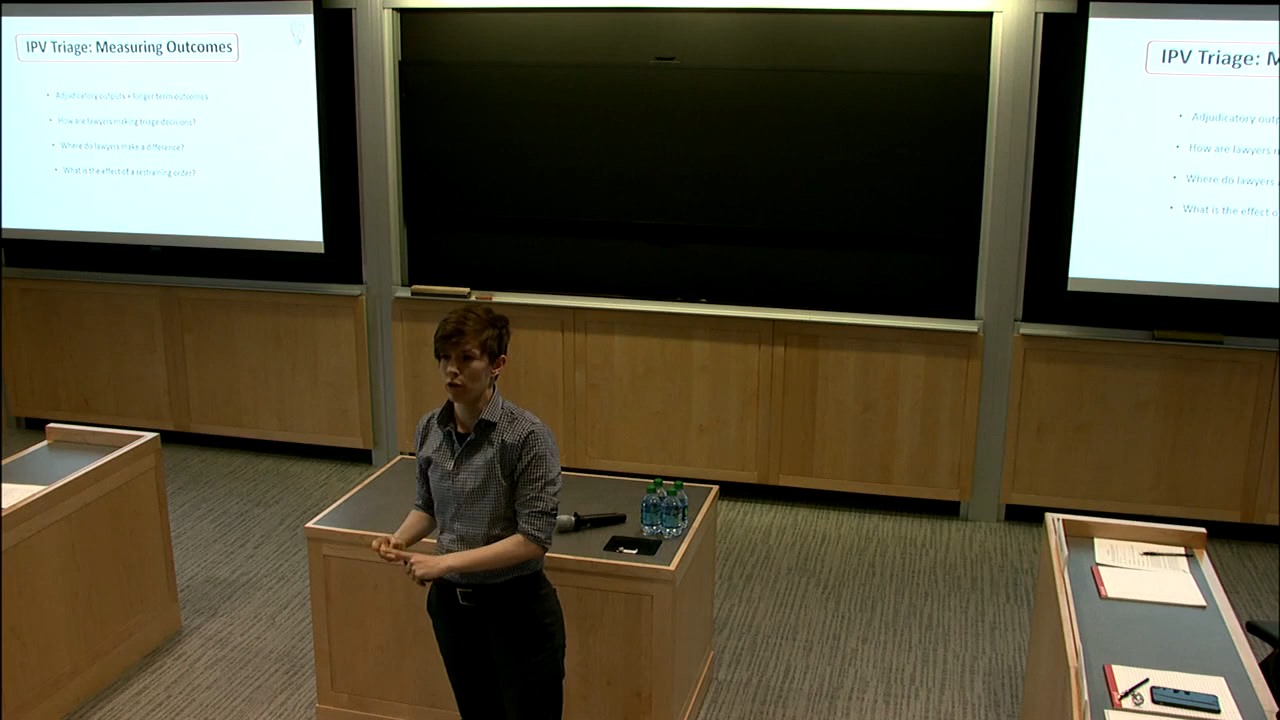 IPV Triage: Measuring Outcomes
• Adjudicatory outputs + longer term outcomes
• How are lawyers making triage decisions?
• Where do lawyers make a difference?
• What is the effect of a restraining order?
IPV Triage: M
• Adjudicatory outp
• How are lawyers m
• Where do lawyers
• What is the effect o